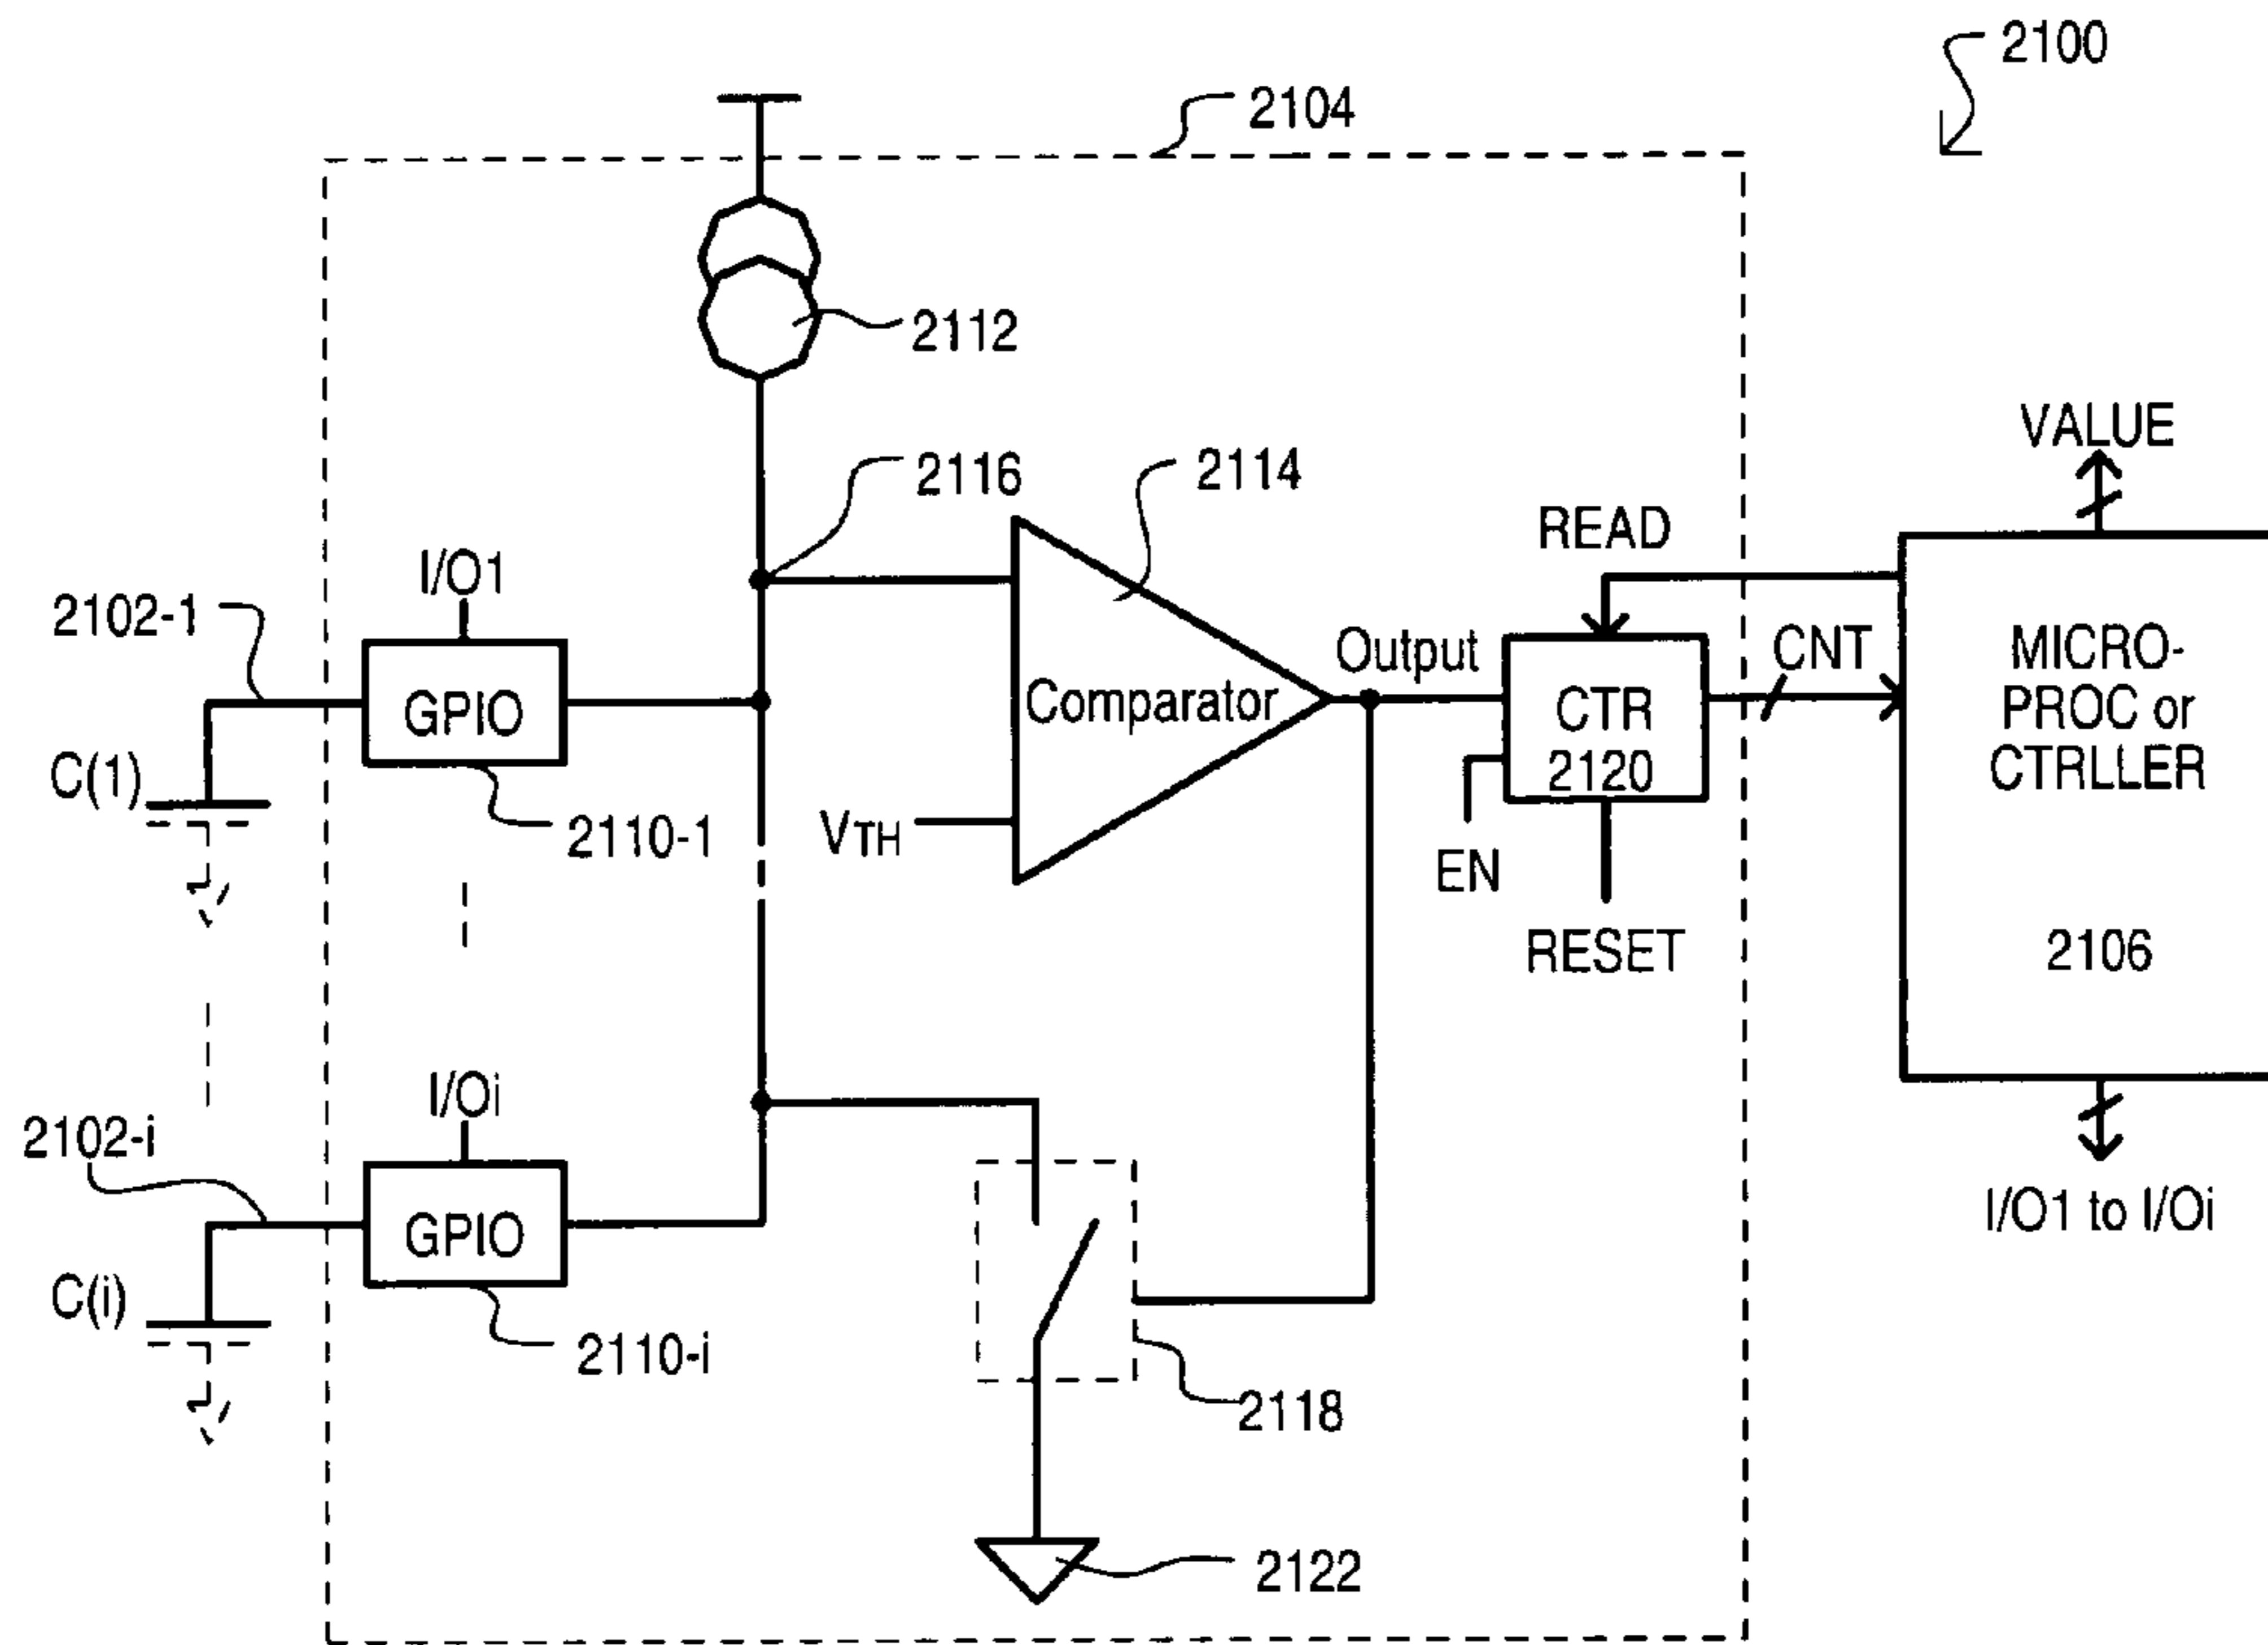 2100
2104
2112
VALUE
2116
2114
READ
I/O1
2102-1
Output
CNT
MICRO-
PROC or
CTRLLER
GPIO
Comparator
CTR
2120
C(1)
2110-1
VTH
EN
RESET
2106
I/Oi
2102-i
I/O1 to I/Oi
GPIO
C(i)
2110-i
2118
2122